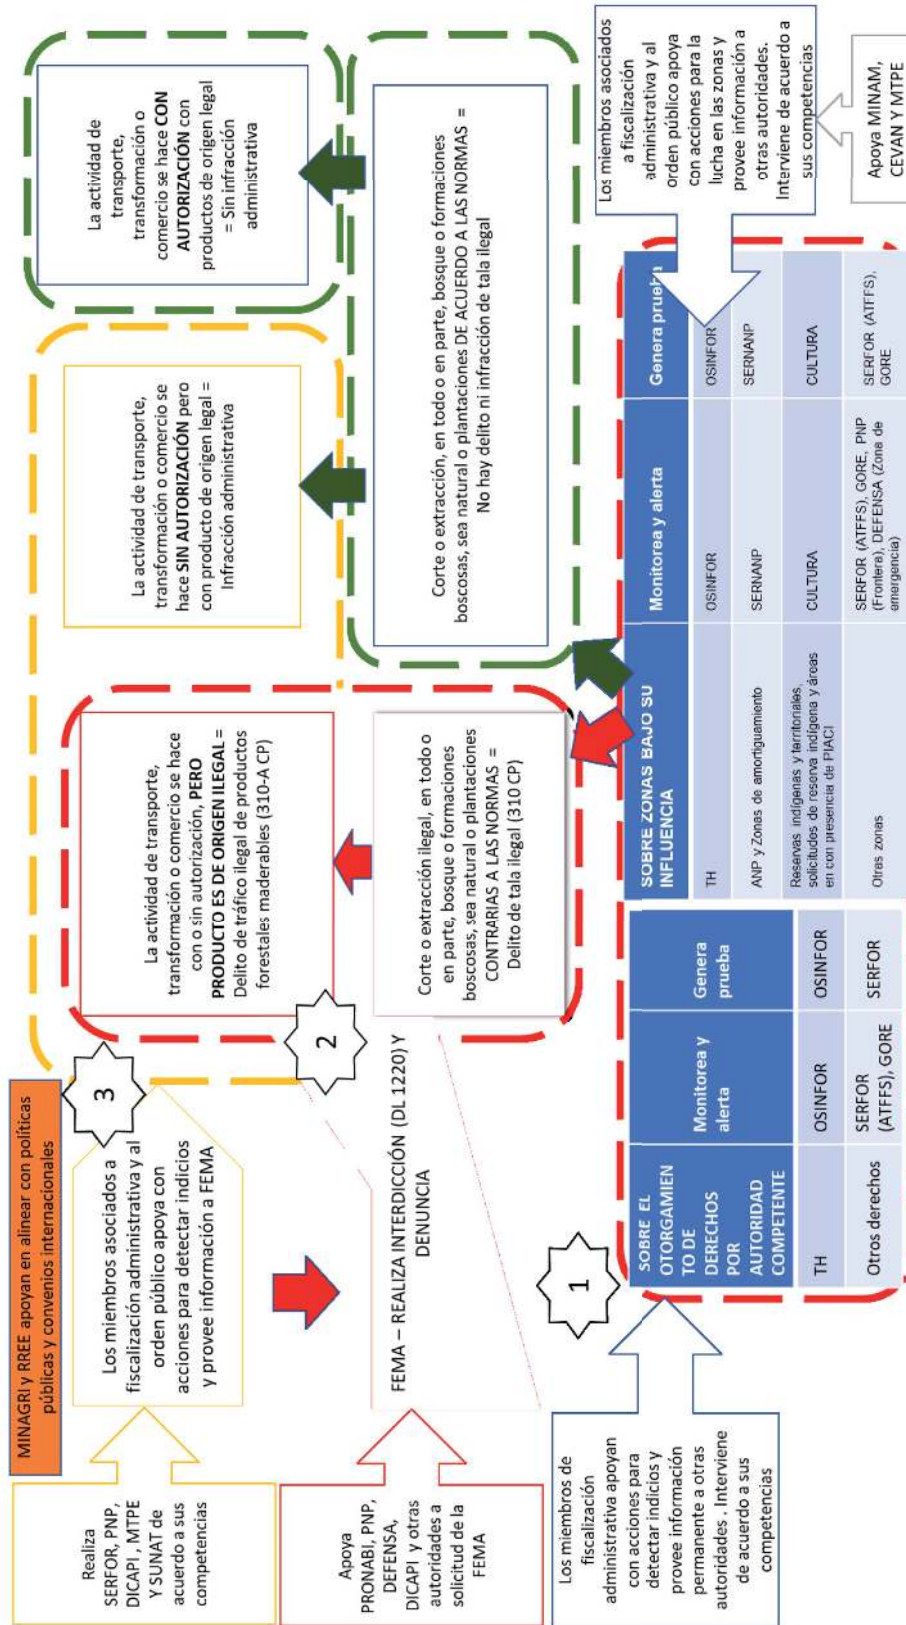 MINAGRI y RREE apoyan en alinear con políticas
públicas y convenios internacionales
Realiza
SERFOR, PNP,
DICAPI, MTPE
Y SUNAT de
acuerdo a sus
competencias
Los miembros asociados a
fiscalización administrativa y al
orden público apoya con
acciones para detectar indicios
y provee información a FEMA
3
La actividad de transporte,
transformación o comercio se hace
con o sin autorización, PERO
PRODUCTO ES DE ORIGEN ILEGAL=
Delito de tráfico ilegal de productos
forestales maderables (310-A CP)
La actividad de transporte,
transformación o comercio se
hace SIN AUTORIZACIÓN pero
con producto de origen legal =
Infracción administrativa
La actividad de
transporte,
transformación o
comercio se hace CON
AUTORIZACIÓN con
productos de origen legal
= Sin infracción
administrativa
Apoya
PRONABI, PNP,
DEFENSA,
DICAPI y otras
autoridades a
solicitud de la
FEMA
FEMA – REALIZA INTERDICCIÓN (DL 1220) Y
DENUNCIA
2
Corte o extracción ilegal, en todo o
en parte, bosque o formaciones
boscosas, sea natural o plantaciones
CONTRARIAS A LAS NORMAS =
Delito de tala ilegal (310 CP)
Corte o extracción, en todo o en parte, bosque o formaciones
boscosas, sea natural o plantaciones DE ACUERDO A LAS NORMAS =
No hay delito ni infracción de tala ilegal
Los miembros de
fiscalización
administrativa apoyan
con acciones para
detectar indicios y
provee información
permanente a otras
autoridades . Interviene
de acuerdo a sus
competencias
1
SOBRE EL
OTORGAMIEN
TO DE
DERECHOS
POR
AUTORIDAD
COMPETENTE
Monitorea y
alerta
Genera
prueba
TH
OSINFOR
OSINFOR
Otros derechos
SERFOR
(ATFFS), GORE
SERFOR
SOBRE ZONAS BAJO SU
INFLUENCIA
Monitorea y alerta
Genera prueba
TH
OSINFOR
OSINFOR
ANP y Zonas de amortiguamiento
SERNANP
SERNANP
Reservas indígenas y territoriales,
solicitudes de reserva indígena y áreas
en con presencia de PIACI
CULTURA
CULTURA
Otras zonas
SERFOR (ATFFS), GORE, PNP
(Frontera), DEFENSA (Zona de
emergencia)
SERFOR (ATFFS),
GORE
Los miembros asociados
a fiscalización
administrativa y al
orden público apoya
con acciones para la
lucha en las zonas y
provee información a
otras autoridades.
Interviene de acuerdo a
sus competencias
Apoya MINAM,
CEVAN Y MTPE